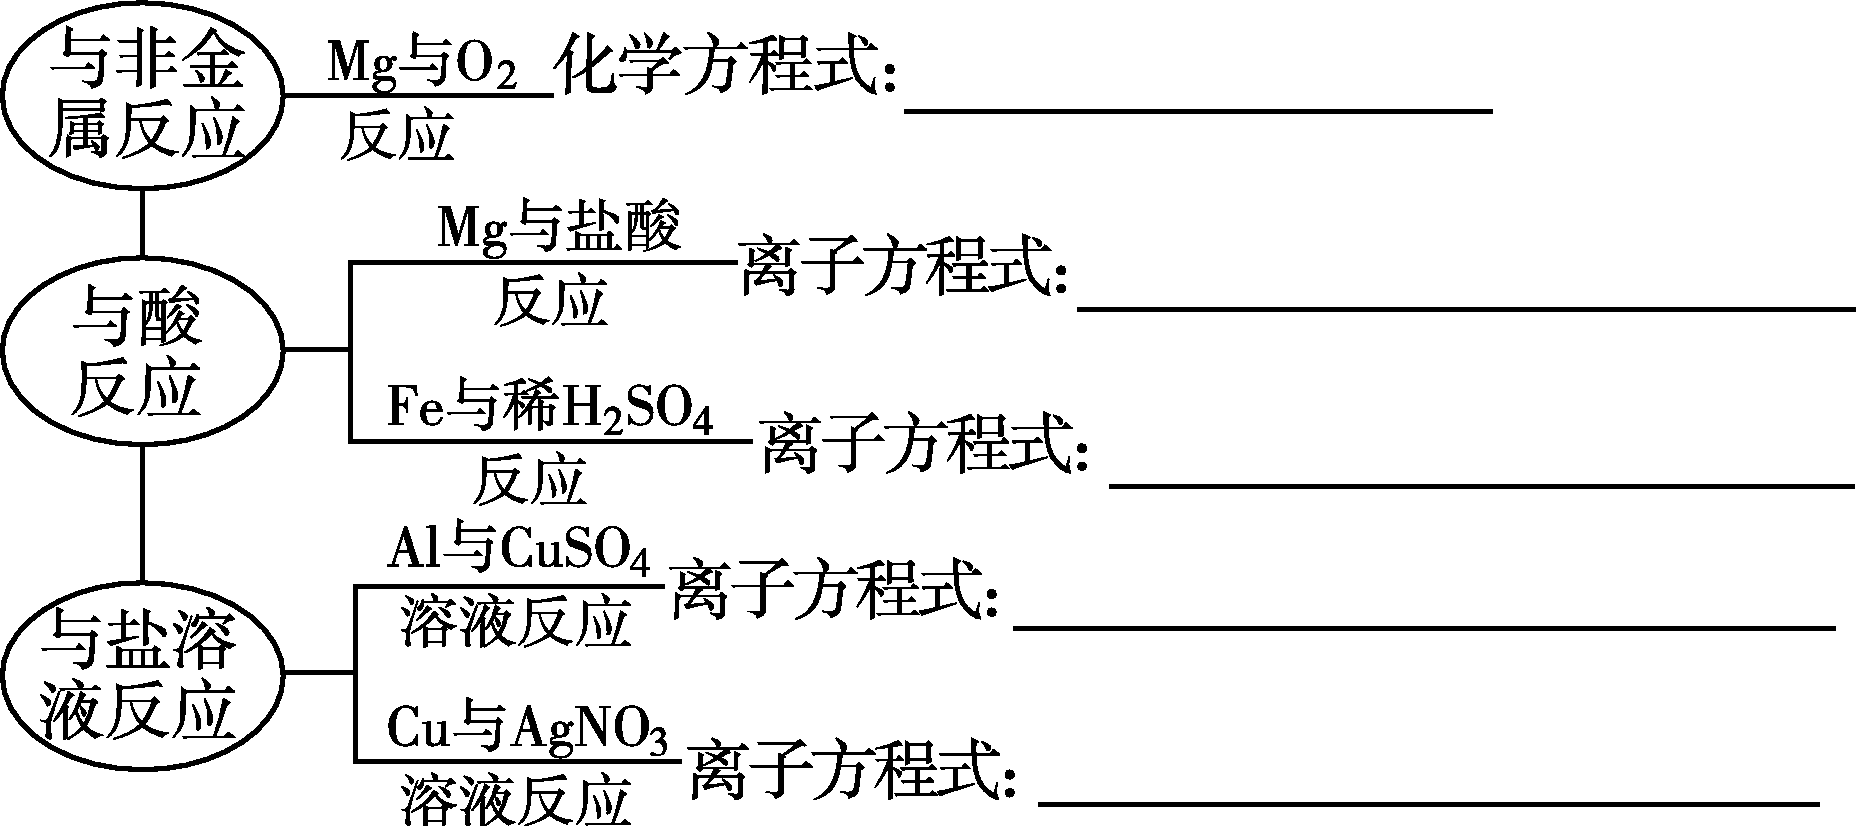 与非金
属反应
Mg与O₂
反应
化学方程式：
与酸
反应
Mg与盐酸
反应
离子方程式：
Fe与稀H₂SO₄
反应
离子方程式：
与盐溶
液反应
Al与CuSO₄
溶液反应
离子方程式：
Cu与AgNO₃
溶液反应
离子方程式：